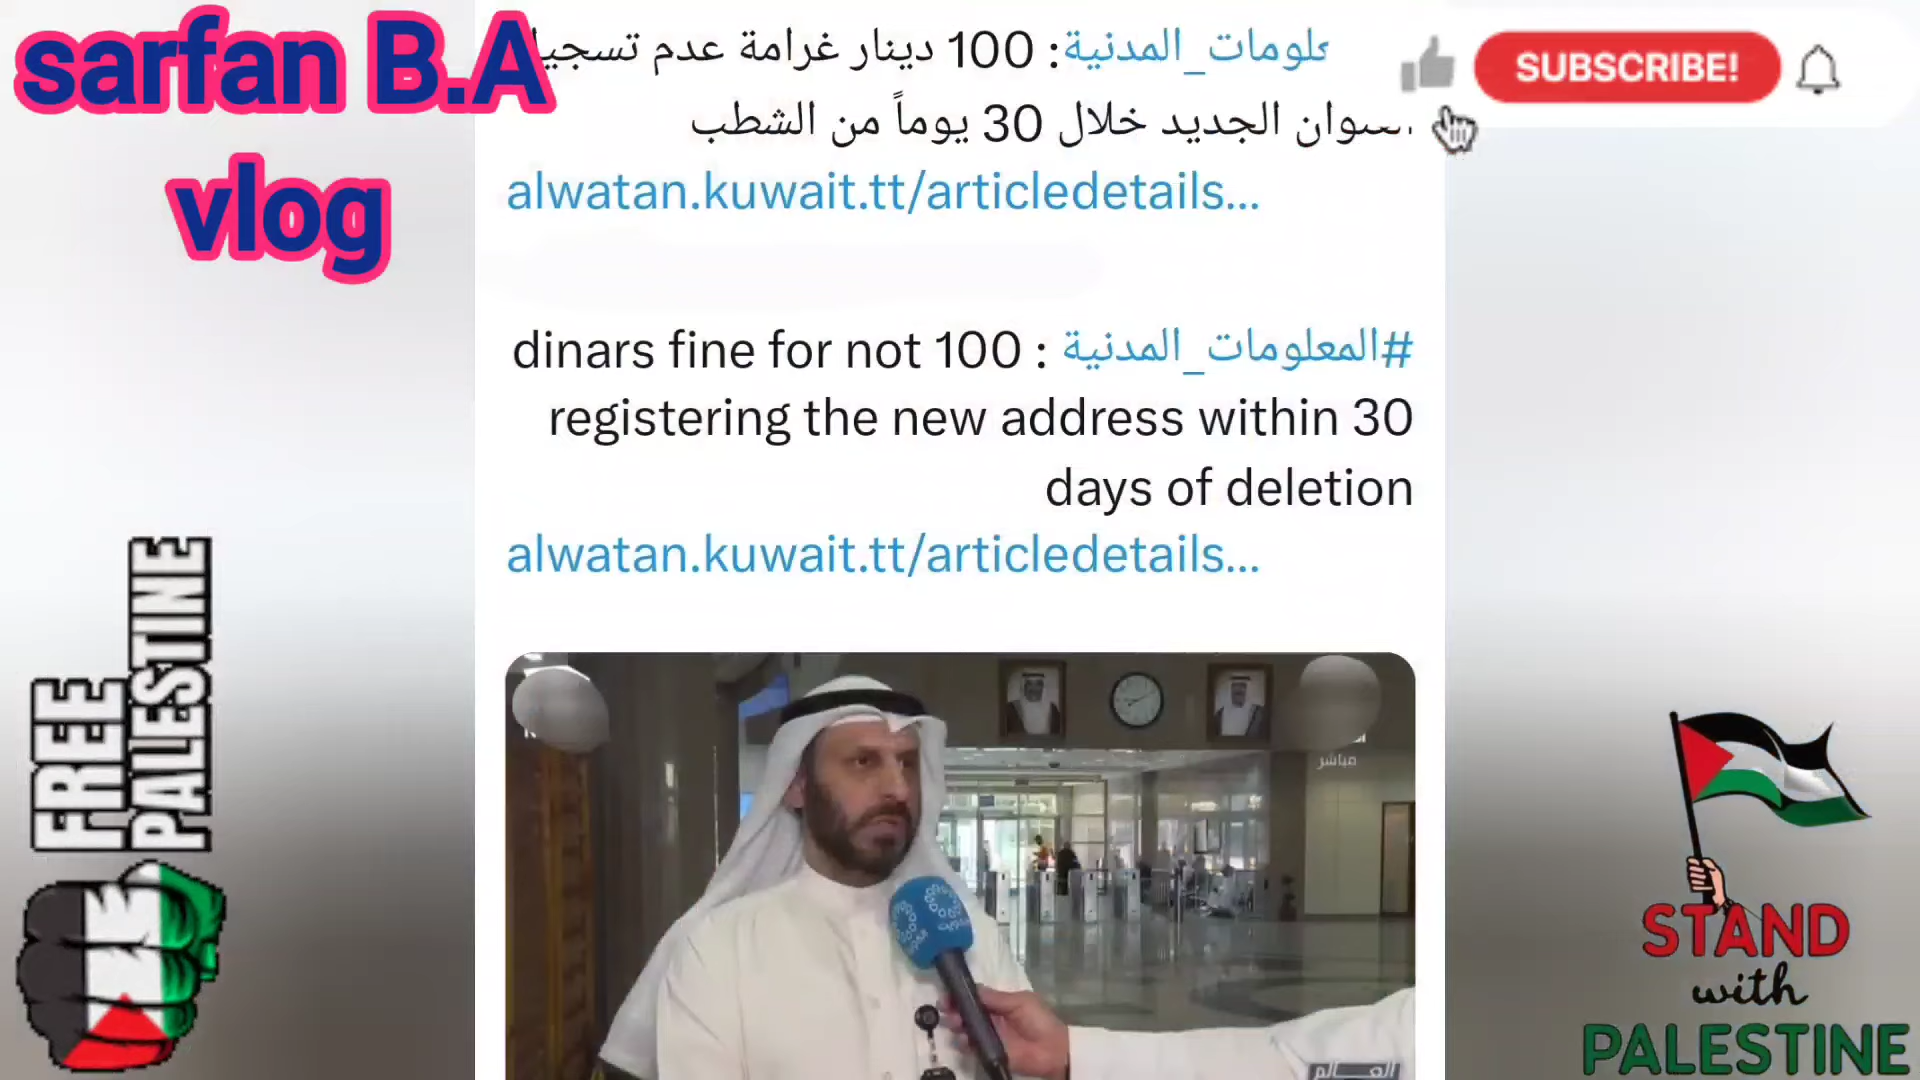 sarfan B.A
vlog
لومات_المدنية: 100 دينار غرامة عدم تسجيل
الجديد خلال 30 يوماً من الشطب
alwatan.kuwait.tt/articledetails...
#المعلومات_المدنية : 100 dinars fine for not
registering the new address within 30
days of deletion
alwatan.kuwait.tt/articledetails...
SUBSCRIBE!
مباشر
العـــالم
FREE
PALESTINE
STAND
with
PALESTINE